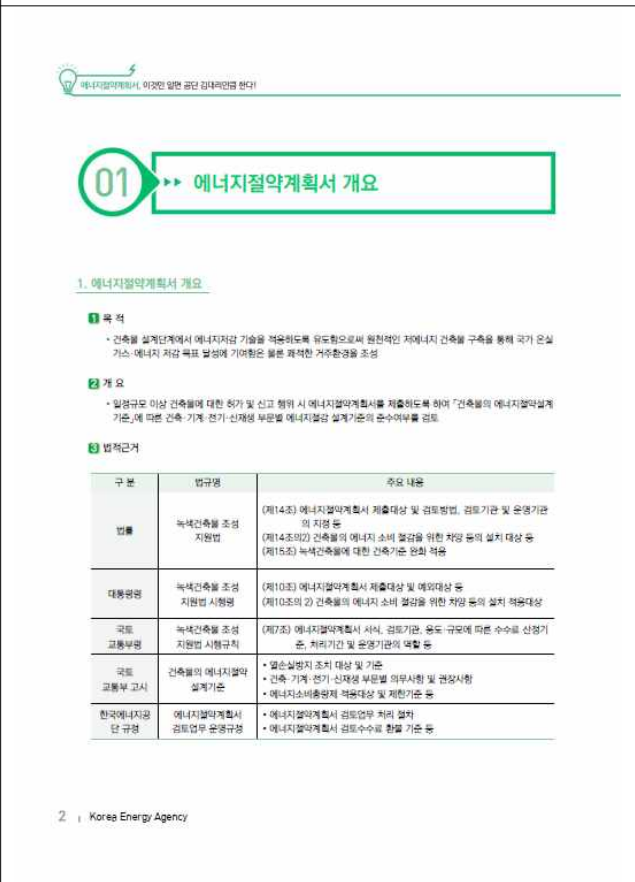 에너지절약계획서, 이것만 알면 공단 김대리만큼 한다!
01 ▸▸ 에너지절약계획서 개요
1. 에너지절약계획서 개요
1 목 적
• 건축물 설계단계에서 에너지저감 기술을 적용하도록 유도함으로써 원천적인 저에너지 건축물 구축을 통해 국가 온실
가스·에너지 저감 목표 달성에 기여함은 물론 쾌적한 거주환경을 조성
2 개 요
• 일정규모 이상 건축물에 대한 허가 및 신고 행위 시 에너지절약계획서를 제출하도록 하여 「건축물의 에너지절약설계
기준」에 따른 건축·기계·전기·신재생 부문별 에너지절감 설계기준의 준수여부를 검토
3 법적근거
구 분 법규명 주요 내용
법률
녹색건축물 조성
지원법
(제14조) 에너지절약계획서 제출대상 및 검토방법, 검토기관 및 운영기관
의 지정 등
(제14조의2) 건축물의 에너지 소비 절감을 위한 차양 등의 설치 대상 등
(제15조) 녹색건축물에 대한 건축기준 완화 적용
대통령령
녹색건축물 조성
지원법 시행령
(제10조) 에너지절약계획서 제출대상 및 예외대상 등
(제10조의 2) 건축물의 에너지 소비 절감을 위한 차양 등의 설치 적용대상
국토
교통부령
녹색건축물 조성
지원법 시행규칙
(제7조) 에너지절약계획서 서식, 검토기관, 용도·규모에 따른 수수료 산정기
준, 처리기간 및 운영기관의 역할 등
국토
교통부 고시
건축물의 에너지절약
설계기준
• 열손실방지 조치 대상 및 기준
• 건축·기계·전기·신재생 부문별 의무사항 및 권장사항
• 에너지소비총량제 적용대상 및 제한기준 등
한국에너지공
단 규정
에너지절약계획서
검토업무 운영규정
• 에너지절약계획서 검토업무 처리 절차
• 에너지절약계획서 검토수수료 환불 기준 등
2 | Korea Energy Agency